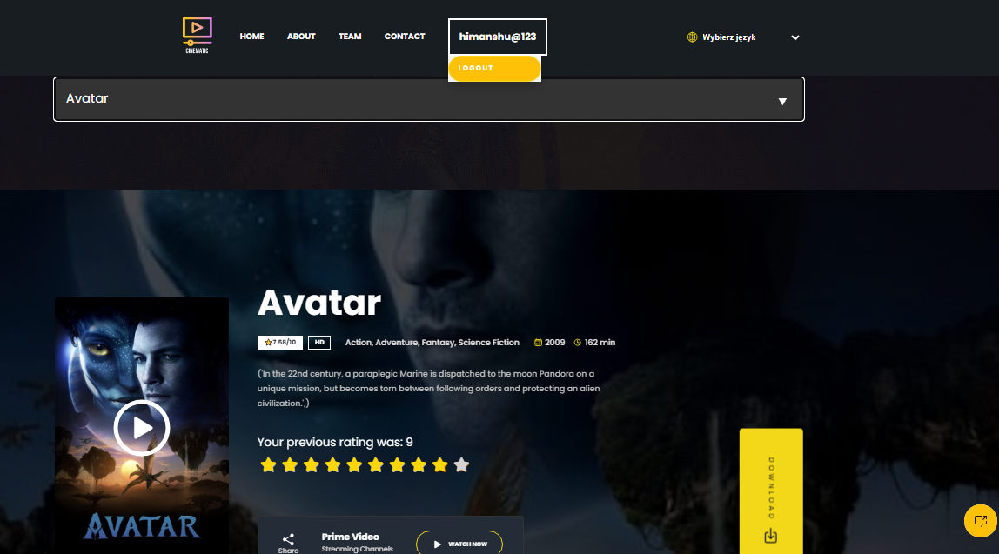 CINEMATIC
HOME
ABOUT
TEAM
CONTACT
himanshu@123
Wybierz język
LOGOUT
Avatar
Avatar
7.58/10
HD
Action, Adventure, Fantasy, Science Fiction
2009
162 min
('In the 22nd century, a paraplegic Marine is dispatched to the moon Pandora on a
unique mission, but becomes torn between following orders and protecting an alien
civilization.',)
Your previous rating was: 9
DOWNLOAD
AVATAR
Share
Prime Video
Streaming Channels
WATCH NOW